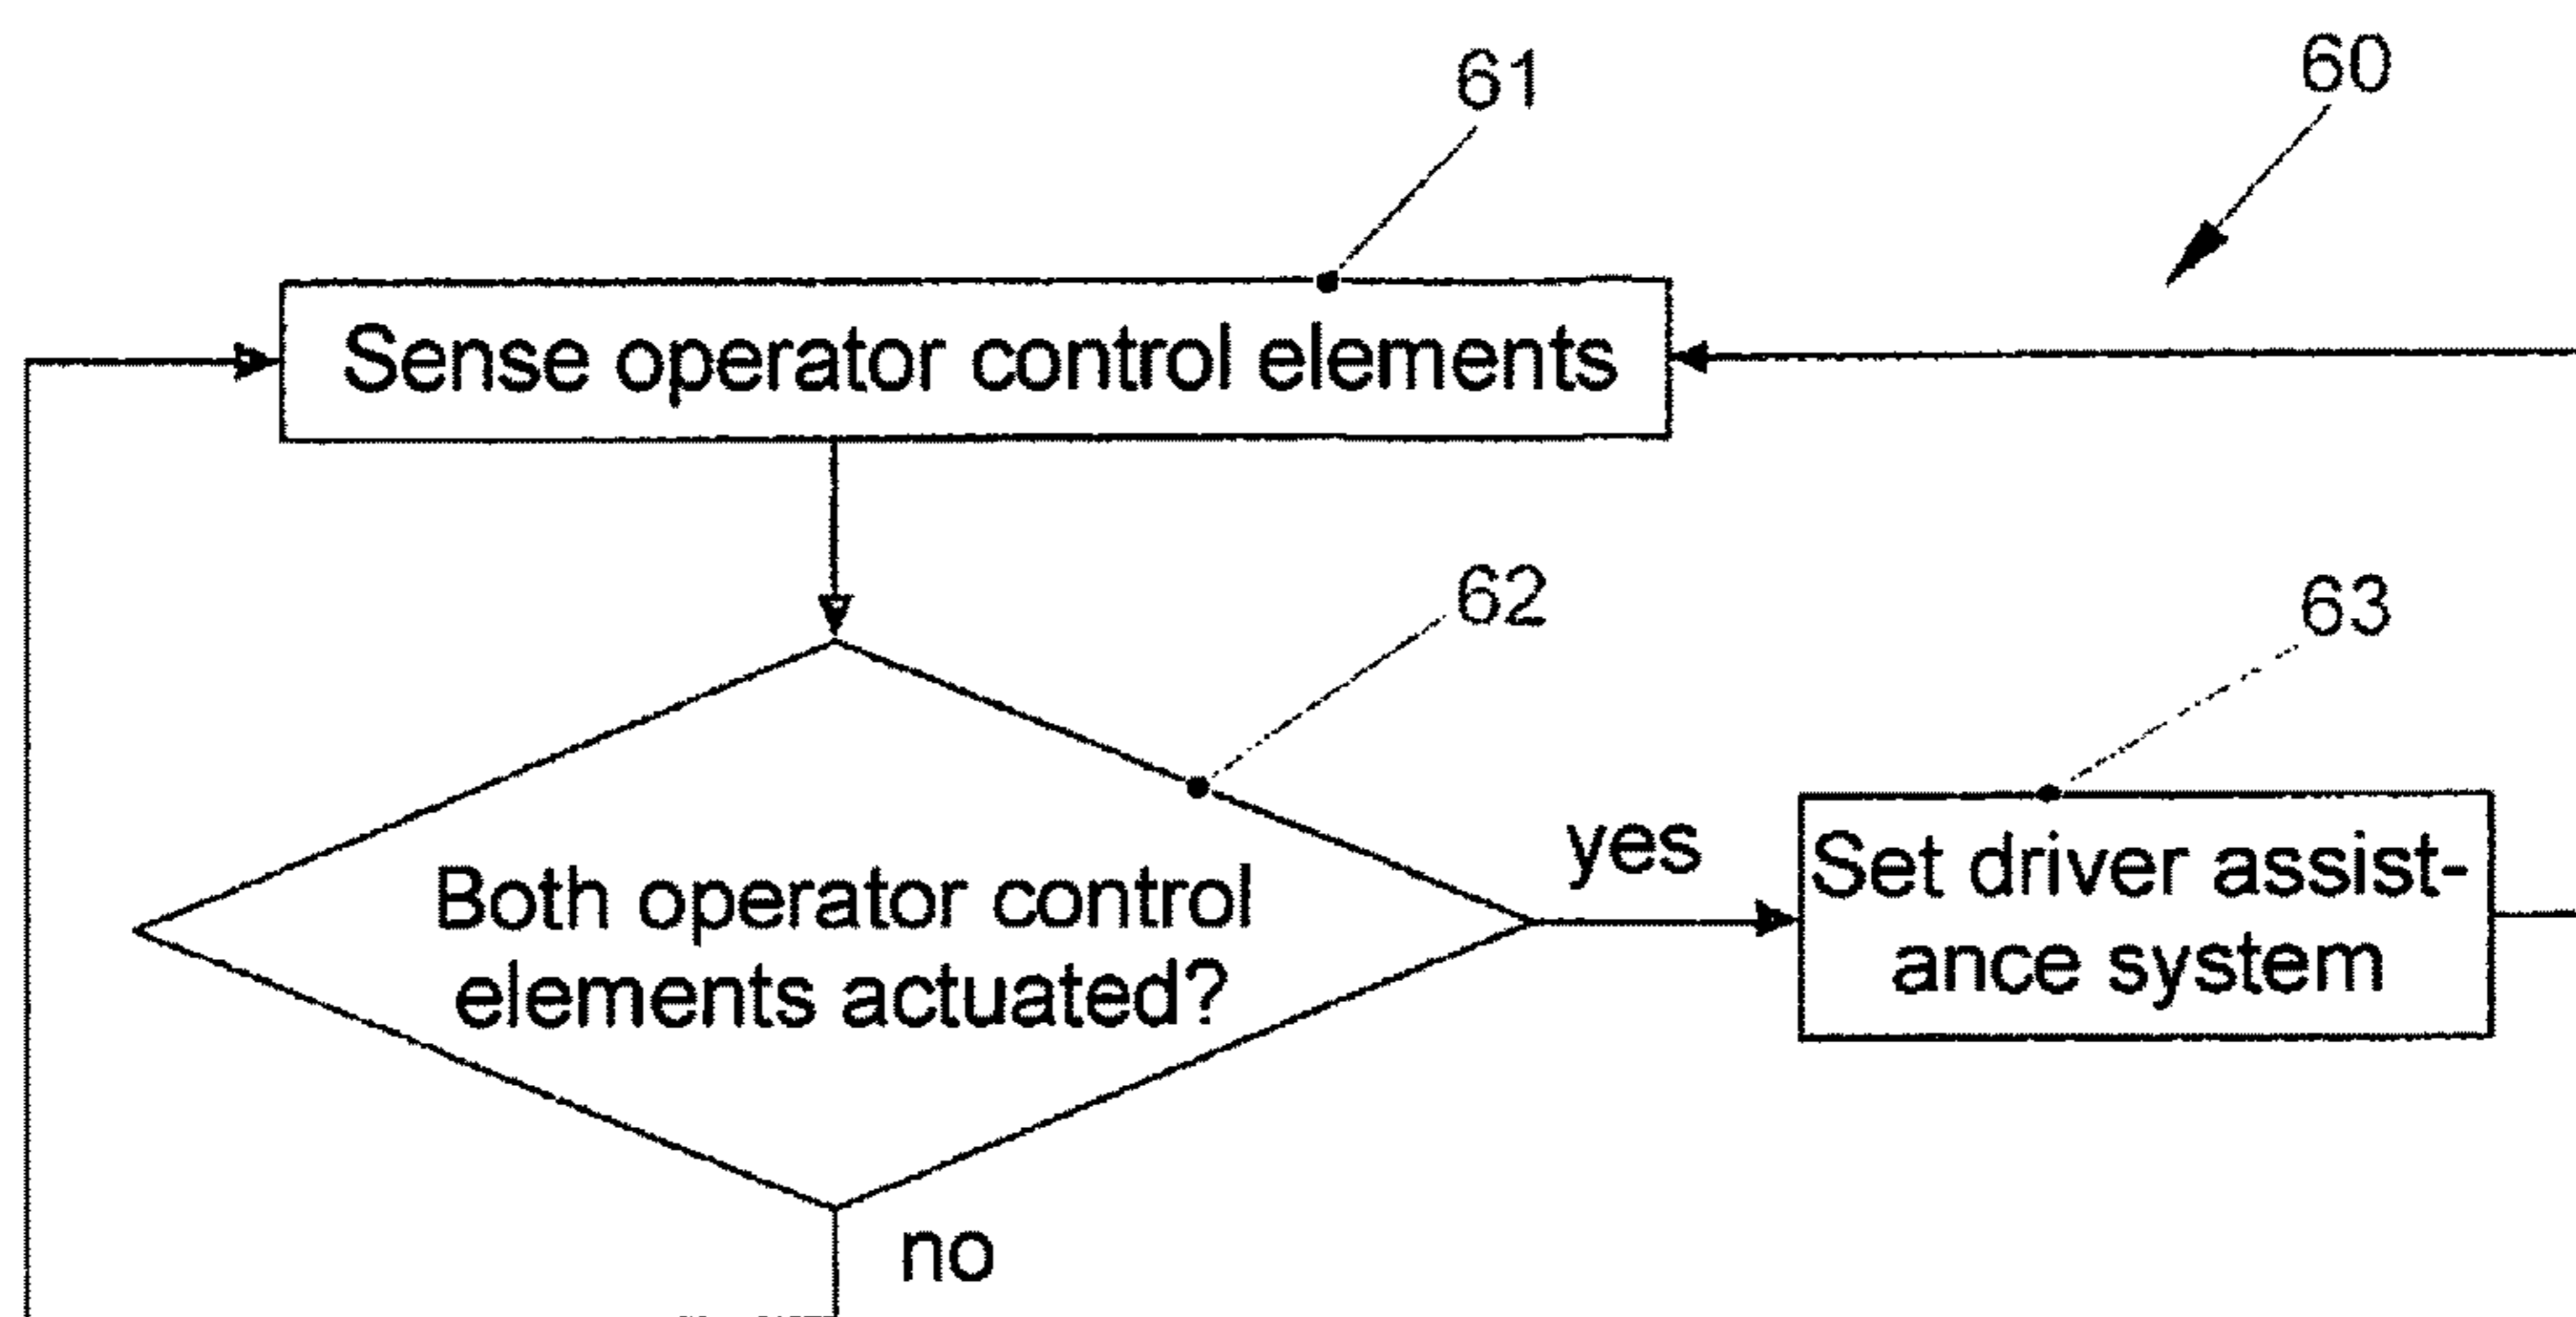 61
60
Sense operator control elements
62
63
Both operator control
elements actuated?
yes
Set driver assist-
ance system
no